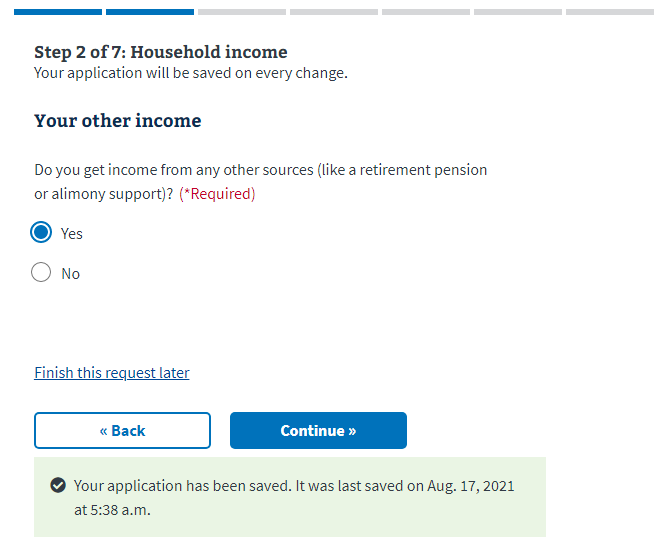 Step 2 of 7: Household income
Your application will be saved on every change.
Your other income
Do you get income from any other sources (like a retirement pension
or alimony support)? (*Required)
Yes
No
Finish this request later
« Back
Continue »
Your application has been saved. It was last saved on Aug. 17, 2021
at 5:38 a.m.